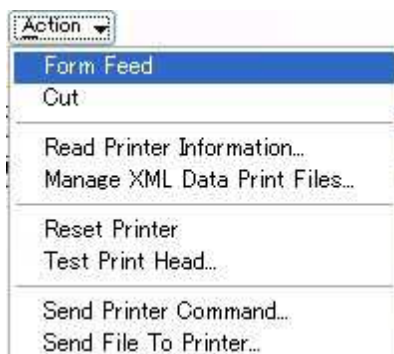 Action
Form Feed
Cut
Read Printer Information...
Manage XML Data Print Files...
Reset Printer
Test Print Head...
Send Printer Command...
Send File To Printer...